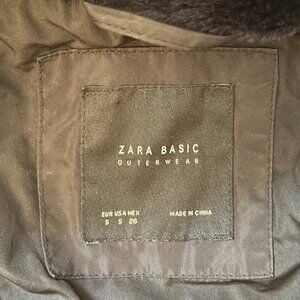 ZARA BASIC
OUTERWEAR
EUR USA MEX
S S 26
MADE IN CHINA